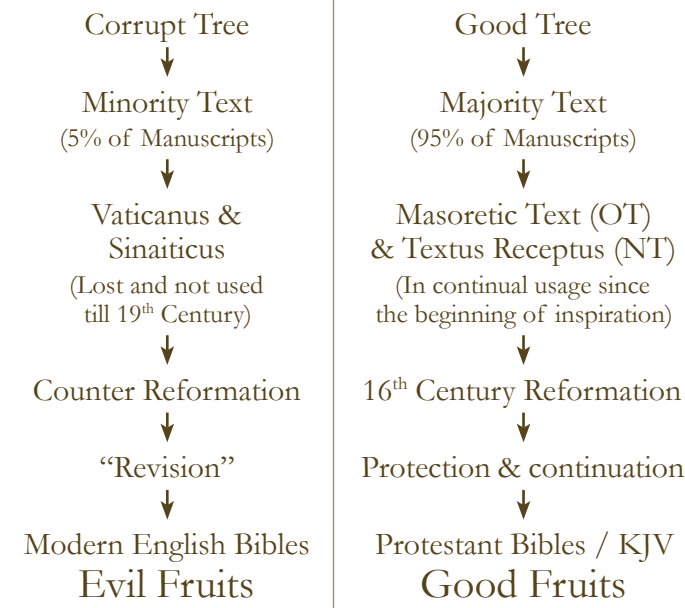 Corrupt Tree
Minority Text
(5% of Manuscripts)
Vaticanus &
Sinaiticus
(Lost and not used
till 19th Century)
Counter Reformation
“Revision”
Modern English Bibles
Evil Fruits
Good Tree
Majority Text
(95% of Manuscripts)
Masoretic Text (OT)
& Textus Receptus (NT)
(In continual usage since
the beginning of inspiration)
16th Century Reformation
Protection & continuation
Protestant Bibles / KJV
Good Fruits